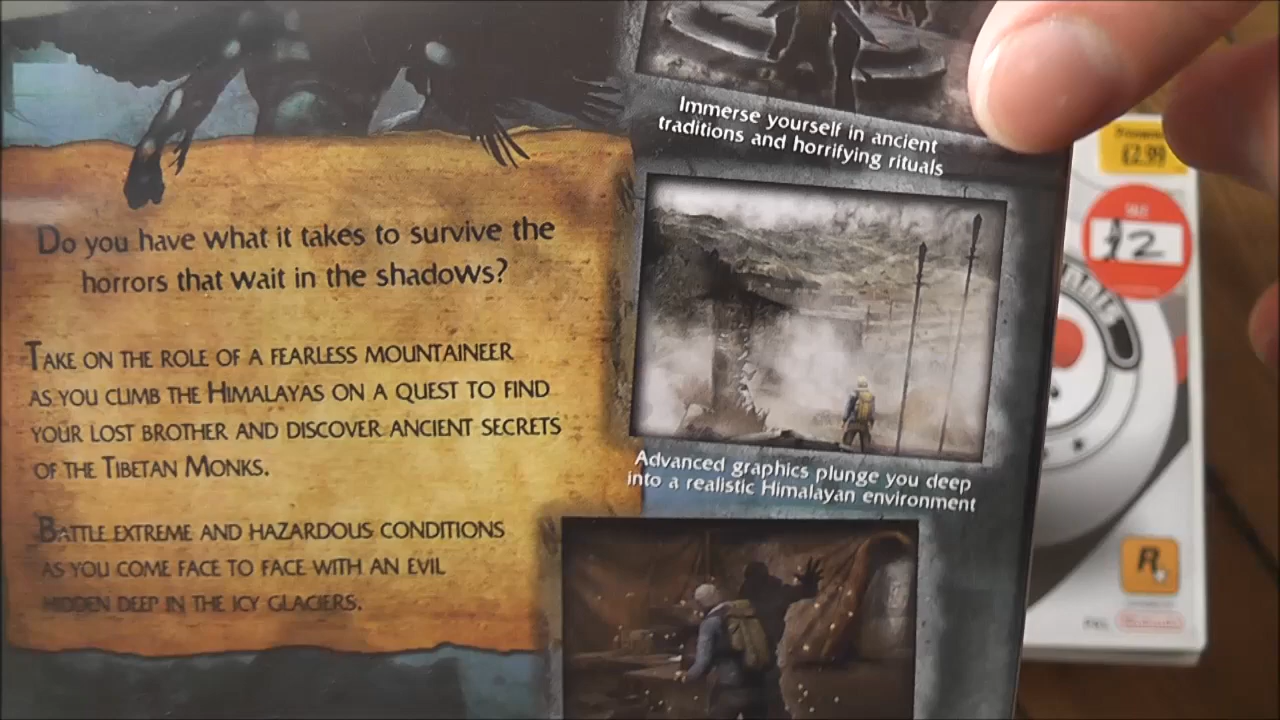 Do you have what it takes to survive the
horrors that wait in the shadows?
Take on the role of a fearless mountaineer
as you climb the Himalayas on a quest to find
your lost brother and discover ancient secrets
of the Tibetan Monks.
Battle extreme and hazardous conditions
as you come face to face with an evil
hidden deep in the icy glaciers.
Immerse yourself in ancient
traditions and horrifying rituals
Advanced graphics plunge you deep
into a realistic Himalayan environment
£2.99
SALE
£2
R
Nintendo